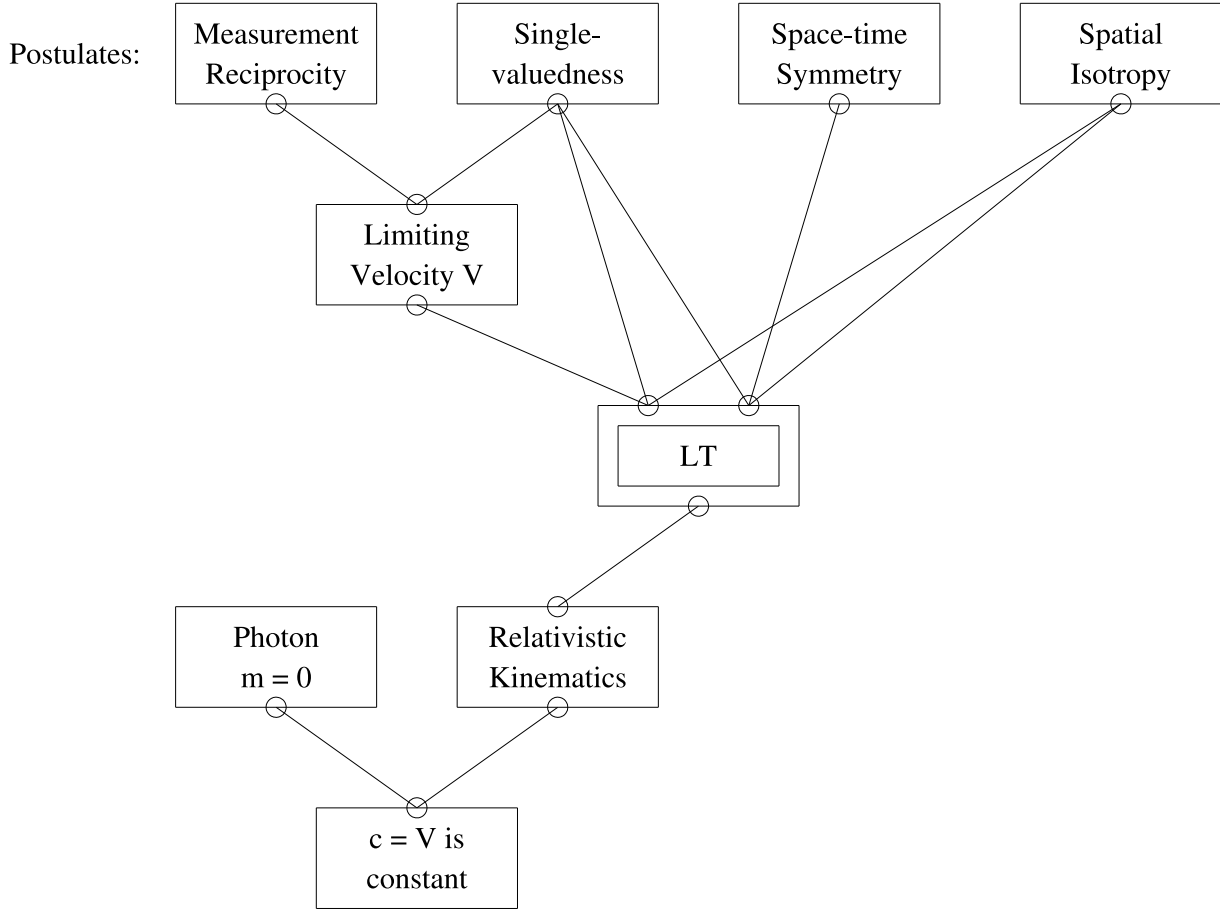 Postulates:
Measurement
Reciprocity
Single-
valuedness
Space-time
Symmetry
Spatial
Isotropy
Limiting
Velocity V
LT
Photon
m = 0
Relativistic
Kinematics
c = V is
constant